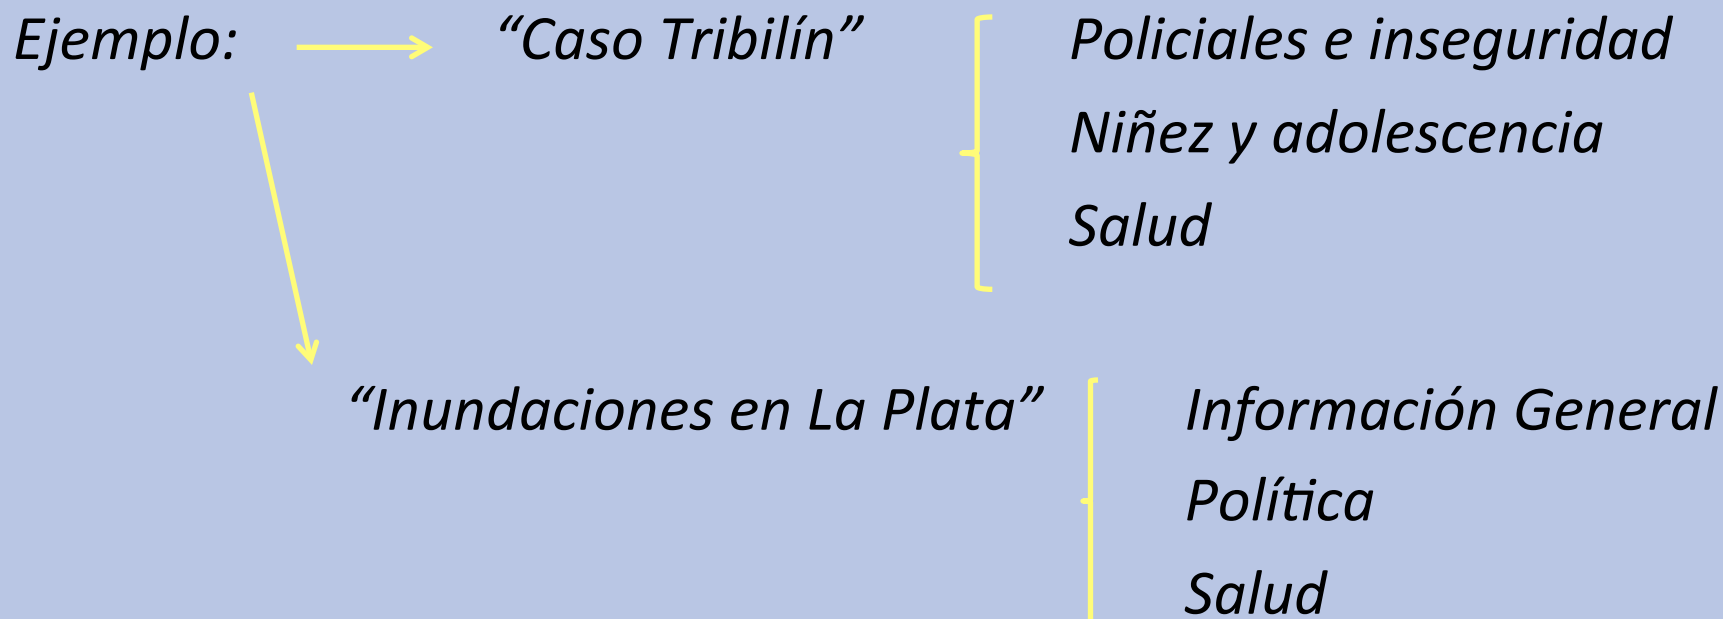 Ejemplo: “Caso Tribilín” Policiales e inseguridad
Niñez y adolescencia
Salud
“Inundaciones en La Plata” Información General
Política
Salud